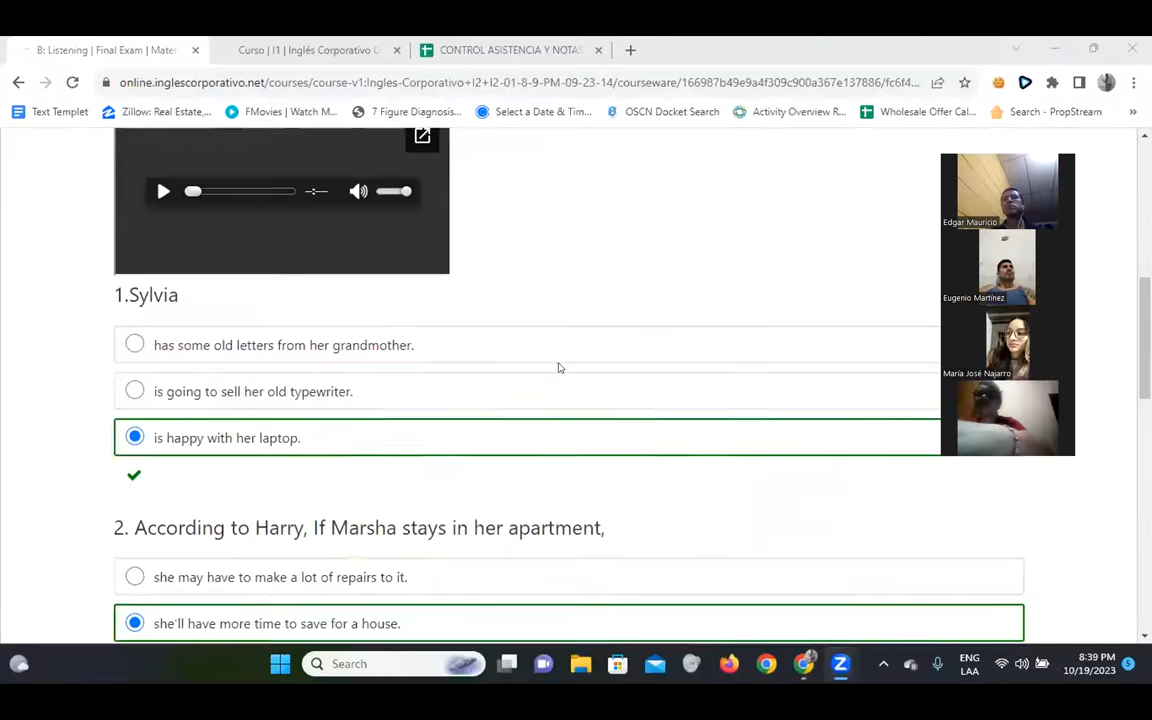 B: Listening | Final Exam | Mater
Curso | I1 | Inglés Corporativo C
CONTROL ASISTENCIA Y NOTAS
online.inglescorporativo.net/courses/course-v1:Ingles-Corporativo+I2+I2-01-8-9-PM-09-23-14/courseware/166987b49e9a4f309c900a367e137886/fc6f4...
Text Templet
Zillow: Real Estate,...
FMovies | Watch M...
7 Figure Diagnosis...
Select a Date & Tim...
OSCN Docket Search
Activity Overview R...
Wholesale Offer Cal...
Search - PropStream
Edgar Mauricio
Eugenio Martínez
María José Najarro
1.Sylvia
has some old letters from her grandmother.
is going to sell her old typewriter.
is happy with her laptop.
2. According to Harry, If Marsha stays in her apartment,
she may have to make a lot of repairs to it.
she'll have more time to save for a house.
Search
ENG
LAA
8:39 PM
10/19/2023
5